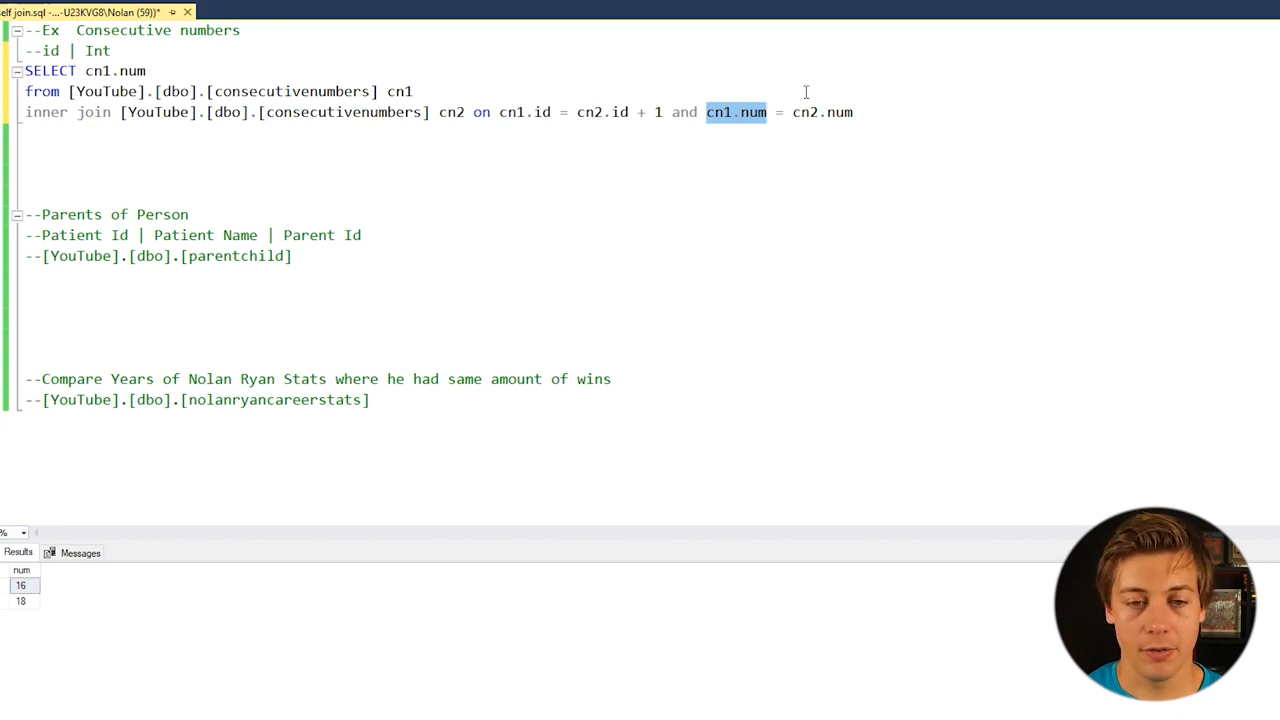 elf join.sql -...-U23KVG8\Nolan (59))*
--Ex  Consecutive numbers
--id | Int
SELECT cn1.num
from [YouTube].[dbo].[consecutivenumbers] cn1
inner join [YouTube].[dbo].[consecutivenumbers] cn2 on cn1.id = cn2.id + 1 and cn1.num = cn2.num
--Parents of Person
--Patient Id | Patient Name | Parent Id
--[YouTube].[dbo].[parentchild]
--Compare Years of Nolan Ryan Stats where he had same amount of wins
--[YouTube].[dbo].[nolanryancareerstats]
%
Results Messages
num
16
18